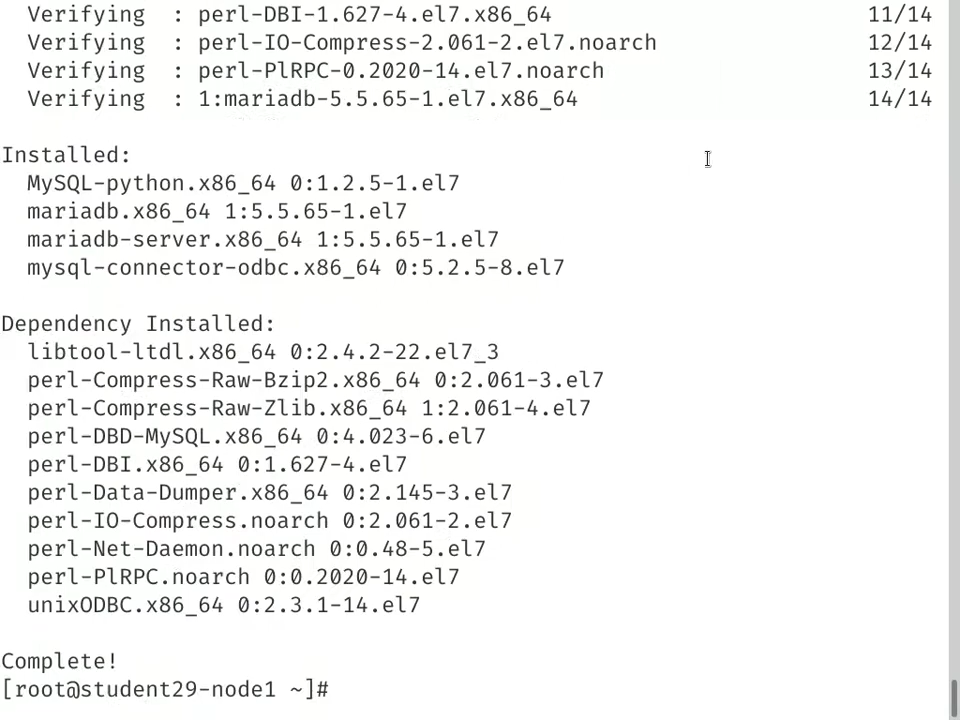 Verifying  : perl-DBI-1.627-4.el7.x86_64                        11/14
Verifying  : perl-IO-Compress-2.061-2.el7.noarch                12/14
Verifying  : perl-PlRPC-0.2020-14.el7.noarch                    13/14
Verifying  : 1:mariadb-5.5.65-1.el7.x86_64                      14/14
Installed:
MySQL-python.x86_64 0:1.2.5-1.el7
mariadb.x86_64 1:5.5.65-1.el7
mariadb-server.x86_64 1:5.5.65-1.el7
mysql-connector-odbc.x86_64 0:5.2.5-8.el7
Dependency Installed:
libtool-ltdl.x86_64 0:2.4.2-22.el7_3
perl-Compress-Raw-Bzip2.x86_64 0:2.061-3.el7
perl-Compress-Raw-Zlib.x86_64 1:2.061-4.el7
perl-DBD-MySQL.x86_64 0:4.023-6.el7
perl-DBI.x86_64 0:1.627-4.el7
perl-Data-Dumper.x86_64 0:2.145-3.el7
perl-IO-Compress.noarch 0:2.061-2.el7
perl-Net-Daemon.noarch 0:0.48-5.el7
perl-PlRPC.noarch 0:0.2020-14.el7
unixODBC.x86_64 0:2.3.1-14.el7
Complete!
[root@student29-node1 ~]#